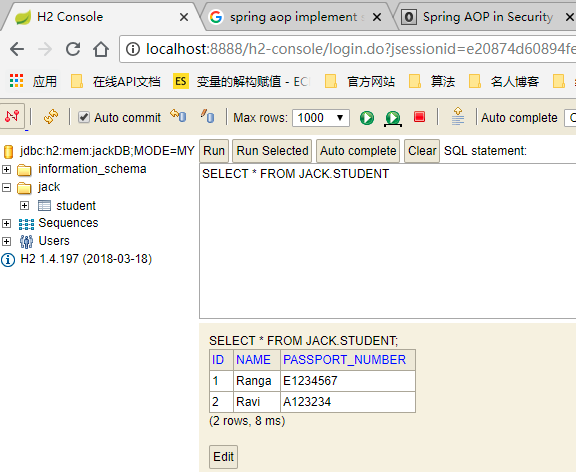 H2 Console
spring aop implement
Spring AOP in Security
localhost:8888/h2-console/login.do?jsessionid=e20874d60894fe
应用
在线API文档
ES
变量的解构赋值 - EC
官方网站
算法
名人博客
Auto commit
Max rows:
1000
Auto complete
jdbc:h2:mem:jackDB;MODE=MY
information_schema
jack
student
Sequences
Users
H2 1.4.197 (2018-03-18)
Run
Run Selected
Auto complete
Clear
SQL statement:
SELECT * FROM JACK.STUDENT
SELECT * FROM JACK.STUDENT;
ID NAME PASSPORT_NUMBER
1 Ranga E1234567
2 Ravi A123234
(2 rows, 8 ms)
Edit